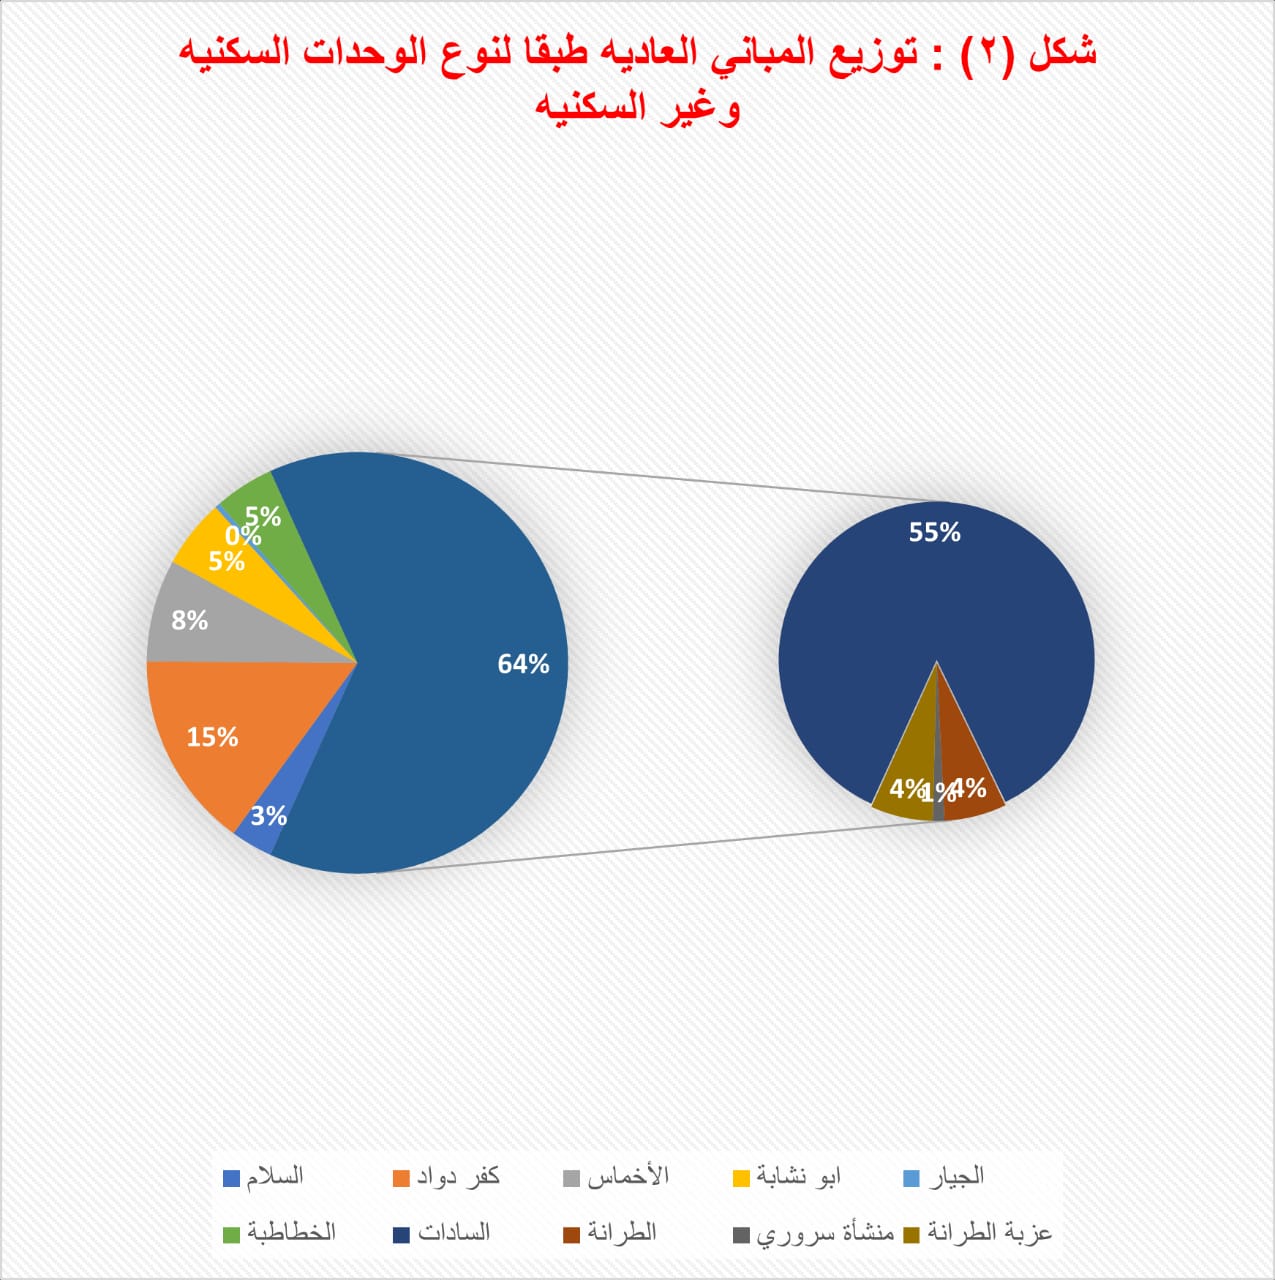 شكل (٢) : توزيع المباني العاديه طبقا لنوع الوحدات السكنيه
وغير السكنيه
5%
0%
5%
8%
15%
3%
64%
55%
4%
1%
4%
السلام
كفر دواد
الأخماس
ابو نشابة
الجيار
الخطاطبة
السادات
الطرانة
منشأة سروري
عزبة الطرانة